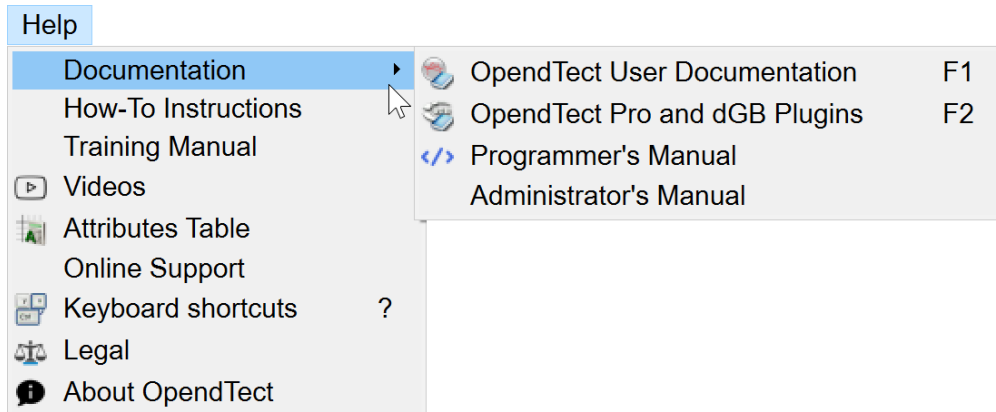 Help
Documentation
How-To Instructions
Training Manual
Videos
Attributes Table
Online Support
Keyboard shortcuts ?
Legal
About OpendTect
OpendTect User Documentation F1
OpendTect Pro and dGB Plugins F2
Programmer's Manual
Administrator's Manual